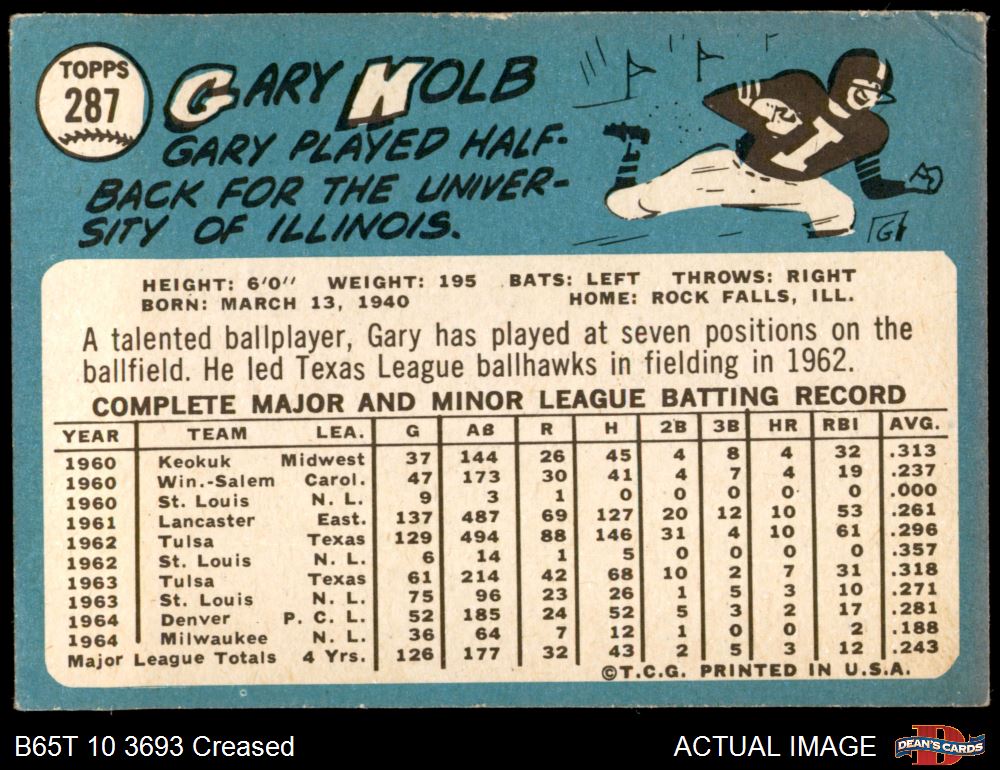 TOPPS
287
GARY KOLB
GARY PLAYED HALF-
BACK FOR THE UNIVER-
SITY OF ILLINOIS.
I
G
HEIGHT: 6'0" WEIGHT: 195 BATS: LEFT THROWS: RIGHT
BORN: MARCH 13, 1940 HOME: ROCK FALLS, ILL.
A talented ballplayer, Gary has played at seven positions on the
ballfield. He led Texas League ballhawks in fielding in 1962.
COMPLETE MAJOR AND MINOR LEAGUE BATTING RECORD
YEAR TEAM LEA. G AB R H 2B 3B HR RBI AVG.
1960 Keokuk Midwest 37 144 26 45 4 8 4 32 .313
1960 Win.-Salem Carol. 47 173 30 41 4 7 4 19 .237
1960 St. Louis N. L. 9 3 1 0 0 0 0 0 .000
1961 Lancaster East. 137 487 69 127 20 12 10 53 .261
1962 Tulsa Texas 129 494 88 146 31 4 10 61 .296
1962 St. Louis N. L. 6 14 1 5 0 0 0 0 .357
1963 Tulsa Texas 61 214 42 68 10 2 7 31 .318
1963 St. Louis N. L. 75 96 23 26 1 5 3 10 .271
1964 Denver P. C. L. 52 185 24 52 5 3 2 17 .281
1964 Milwaukee N. L. 36 64 7 12 1 0 0 2 .188
Major League Totals 4 Yrs. 126 177 32 43 2 5 3 12 .243
©T.C.G. PRINTED IN U.S.A.
B65T 10 3693 Creased
ACTUAL IMAGE
DEAN'S CARDS